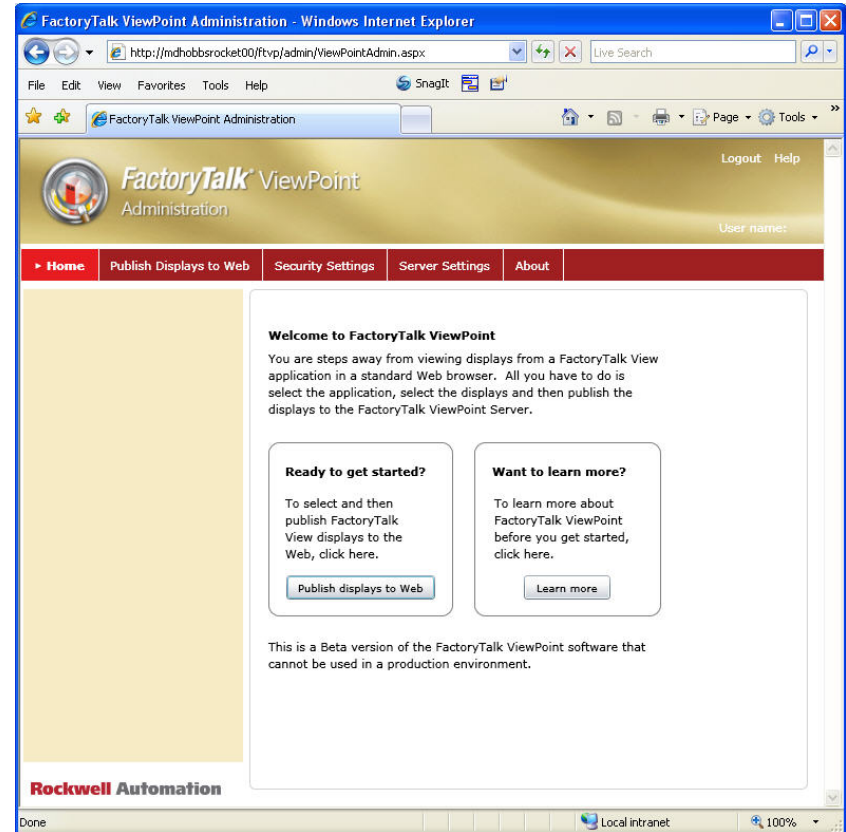 FactoryTalk ViewPoint Administration - Windows Internet Explorer
http://mdhobbsrocket00/ftvp/admin/ViewPointAdmin.aspx
Live Search
File Edit View Favorites Tools Help
SnagIt
FactoryTalk ViewPoint Administration
Page Tools
Logout Help
FactoryTalk ViewPoint
Administration
User name:
Home Publish Displays to Web Security Settings Server Settings About
Welcome to FactoryTalk ViewPoint
You are steps away from viewing displays from a FactoryTalk View
application in a standard Web browser. All you have to do is
select the application, select the displays and then publish the
displays to the FactoryTalk ViewPoint Server.
Ready to get started?
To select and then
publish FactoryTalk
View displays to the
Web, click here.
Publish displays to Web
Want to learn more?
To learn more about
FactoryTalk ViewPoint
before you get started,
click here.
Learn more
This is a Beta version of the FactoryTalk ViewPoint software that
cannot be used in a production environment.
Rockwell Automation
Done
Local intranet
100%